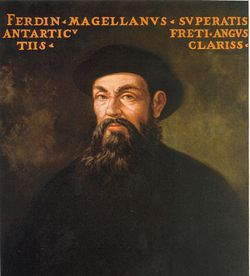 FERDIN · MAGELLANVS · SVPERATIS
ANTARTICV FRETI · ANGVS
TIIS · CLARISS ·